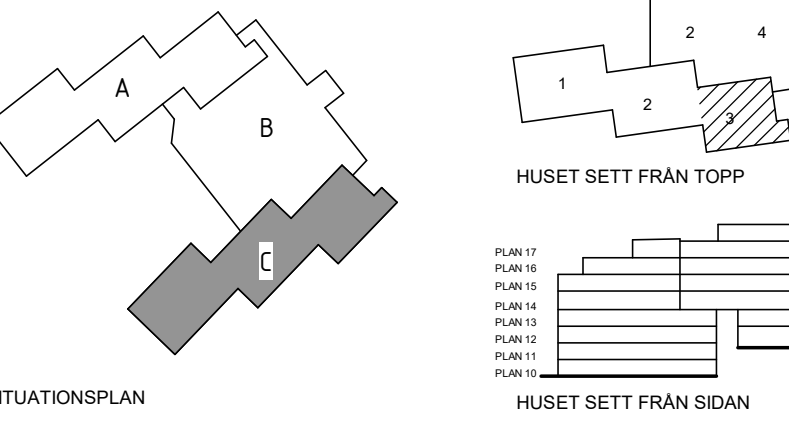 A
B
C
ITUATIONSPLAN
2 4
1
2
3
HUSET SETT FRÅN TOPP
PLAN 17
PLAN 16
PLAN 15
PLAN 14
PLAN 13
PLAN 12
PLAN 11
PLAN 10
HUSET SETT FRÅN SIDAN